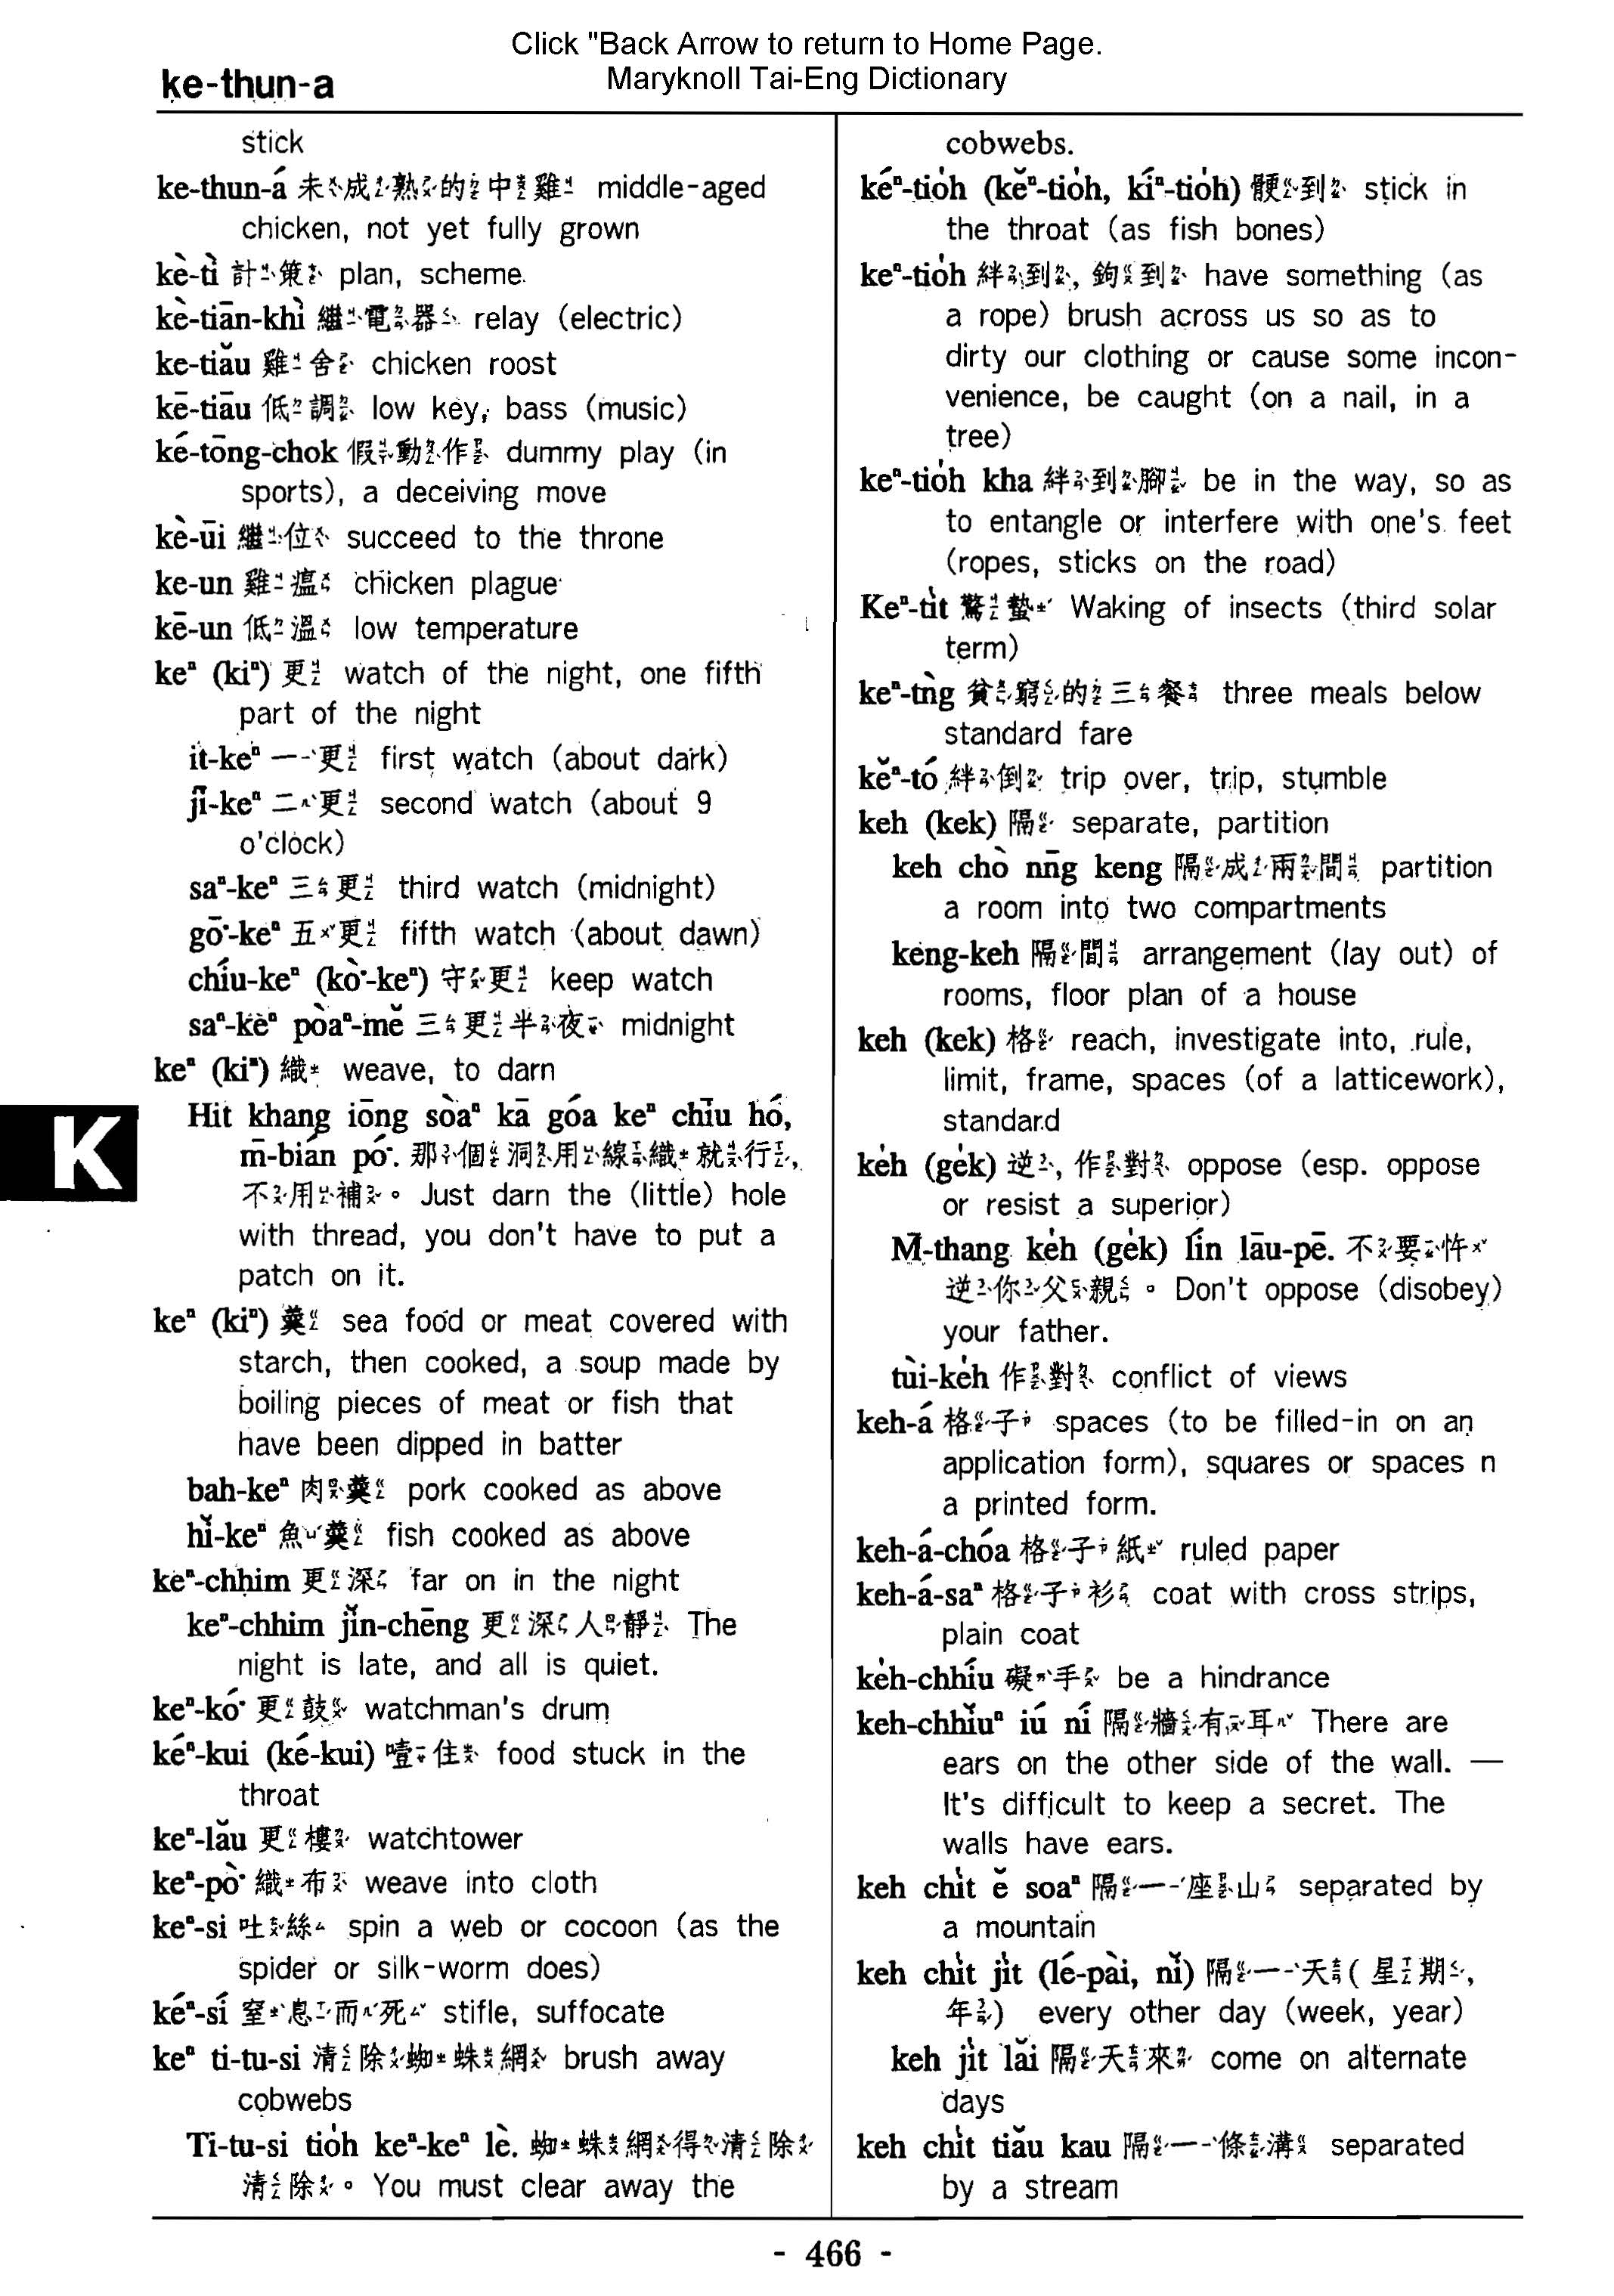 Click "Back Arrow to return to Home Page.
Maryknoll Tai-Eng Dictionary
ke-thun-a
stick
ke-thun-á 未成熟的中雞 middle-aged
chicken, not yet fully grown
kè-tì 計策 plan, scheme.
kè-tiān-khì 繼電器 relay (electric)
ke-tiǎu 雞舍 chicken roost
kē-tiāu 低調 low key, bass (music)
ké-tōng-chok 假動作 dummy play (in
sports), a deceiving move
kè-ūi 繼位 succeed to the throne
ke-un 雞瘟 chicken plague
kē-un 低溫 low temperature
keⁿ (kiⁿ) 更 watch of the night, one fifth
part of the night
it-keⁿ 一更 first watch (about dark)
jī-keⁿ 二更 second watch (about 9
o'clock)
saⁿ-keⁿ 三更 third watch (midnight)
gō͘-keⁿ 五更 fifth watch (about dawn)
chíu-keⁿ (kò͘-keⁿ) 守更 keep watch
saⁿ-keⁿ pòaⁿ-mě 三更半夜 midnight
keⁿ (kiⁿ) 織 weave, to darn
Hit khang iōng sòaⁿ kā góa keⁿ chīu hó,
m̄-bián pó͘. 那個洞用線織就行,
不用補。 Just darn the (little) hole
with thread, you don't have to put a
patch on it.
keⁿ (kiⁿ) 羹 sea food or meat covered with
starch, then cooked, a soup made by
boiling pieces of meat or fish that
have been dipped in batter
bah-keⁿ 肉羹 pork cooked as above
hǐ-keⁿ 魚羹 fish cooked as above
keⁿ-chhim 更深 far on in the night
keⁿ-chhim jǐn-chēng 更深人靜 The
night is late, and all is quiet.
keⁿ-kó͘ 更鼓 watchman's drum
kéⁿ-kui (ké-kui) 噎住 food stuck in the
throat
keⁿ-lǎu 更樓 watchtower
keⁿ-pò͘ 織布 weave into cloth
keⁿ-si 吐絲 spin a web or cocoon (as the
spider or silk-worm does)
kéⁿ-sí 窒息而死 stifle, suffocate
keⁿ ti-tu-si 清除蜘蛛網 brush away
cobwebs
Ti-tu-si tio̍h keⁿ-keⁿ lè. 蜘蛛網得清除
清除。 You must clear away the
cobwebs.
kéⁿ-tio̍h (kěⁿ-tio̍h, kíⁿ-tio̍h) 骾到 stick in
the throat (as fish bones)
keⁿ-tio̍h 絆到, 鉤到 have something (as
a rope) brush across us so as to
dirty our clothing or cause some incon-
venience, be caught (on a nail, in a
tree)
keⁿ-tio̍h kha 絆到腳 be in the way, so as
to entangle or interfere with one's feet
(ropes, sticks on the road)
Keⁿ-ti̍t 驚蟄 Waking of insects (third solar
term)
keⁿ-tǹg 貧窮的三餐 three meals below
standard fare
kěⁿ-tó 絆倒 trip over, trip, stumble
keh (kek) 隔 separate, partition
keh chò nn̄g keng 隔成兩間 partition
a room into two compartments
keng-keh 隔間 arrangement (lay out) of
rooms, floor plan of a house
keh (kek) 格 reach, investigate into, rule,
limit, frame, spaces (of a latticework),
standard
ke̍h (ge̍k) 逆, 作對 oppose (esp. oppose
or resist a superior)
M̄-thang ke̍h (ge̍k) lín lāu-pē. 不要忤
逆你父親。 Don't oppose (disobey)
your father.
tùi-ke̍h 作對 conflict of views
keh-á 格子 spaces (to be filled-in on an
application form), squares or spaces n
a printed form.
keh-á-chóa 格子紙 ruled paper
keh-á-saⁿ 格子衫 coat with cross strips,
plain coat
ke̍h-chhíu 礙手 be a hindrance
keh-chhǐuⁿ iú ní 隔牆有耳 There are
ears on the other side of the wall. —
It's difficult to keep a secret. The
walls have ears.
keh chi̍t ě soaⁿ 隔一座山 separated by
a mountain
keh chi̍t ji̍t (lé-pài, nǐ) 隔一天(星期,
年) every other day (week, year)
keh ji̍t lǎi 隔天來 come on alternate
days
keh chi̍t tiǎu kau 隔一條溝 separated
by a stream
K
- 466 -